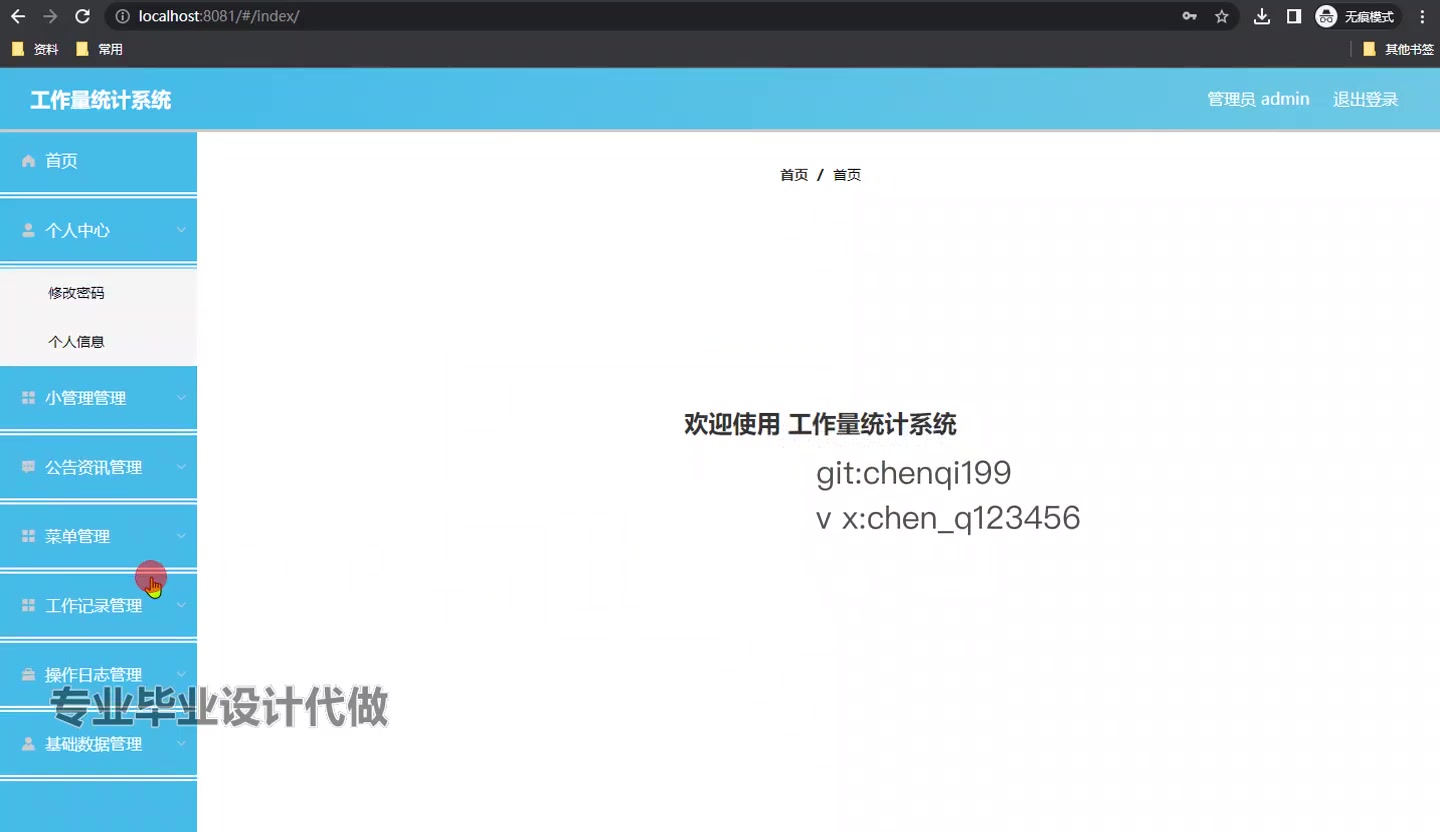 localhost:8081/#/index/
无痕模式
资料
常用
其他书签
工作量统计系统
管理员 admin
退出登录
首页
首页 / 首页
个人中心
修改密码
个人信息
小管理管理
欢迎使用 工作量统计系统
公告资讯管理
git:chenqi199
v x:chen_q123456
菜单管理
工作记录管理
操作日志管理
专业毕业设计代做
基础数据管理